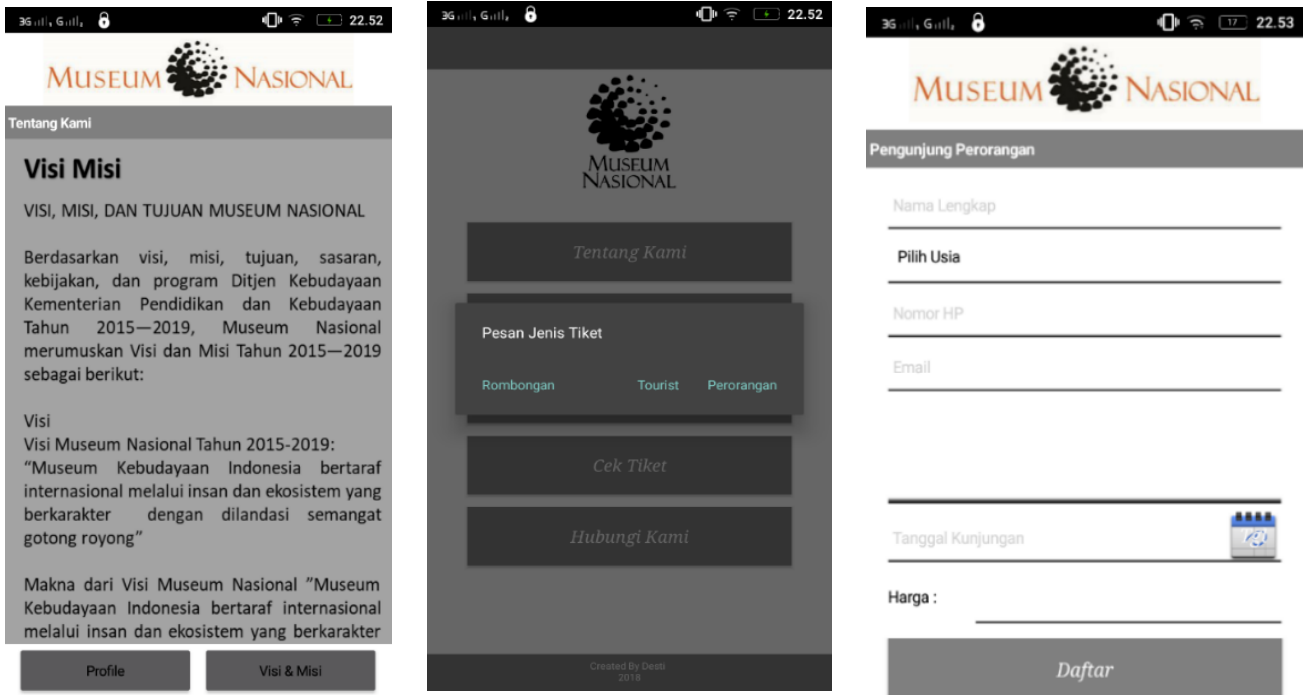 3G G 22.52
MUSEUM NASIONAL
Tentang Kami
Visi Misi
VISI, MISI, DAN TUJUAN MUSEUM NASIONAL
Berdasarkan visi, misi, tujuan, sasaran,
kebijakan, dan program Ditjen Kebudayaan
Kementerian Pendidikan dan Kebudayaan
Tahun 2015—2019, Museum Nasional
merumuskan Visi dan Misi Tahun 2015—2019
sebagai berikut:
Visi
Visi Museum Nasional Tahun 2015-2019:
“Museum Kebudayaan Indonesia bertaraf
internasional melalui insan dan ekosistem yang
berkarakter dengan dilandasi semangat
gotong royong”
Makna dari Visi Museum Nasional ”Museum
Kebudayaan Indonesia bertaraf internasional
melalui insan dan ekosistem yang berkarakter
Profile Visi & Misi
3G G 22.52
MUSEUM
NASIONAL
Tentang Kami
Pesan Jenis Tiket
Rombongan Tourist Perorangan
Cek Tiket
Hubungi Kami
Created By Desti
2018
3G G 17 22.53
MUSEUM NASIONAL
Pengunjung Perorangan
Nama Lengkap
Pilih Usia
Nomor HP
Email
Tanggal Kunjungan
Harga :
Daftar